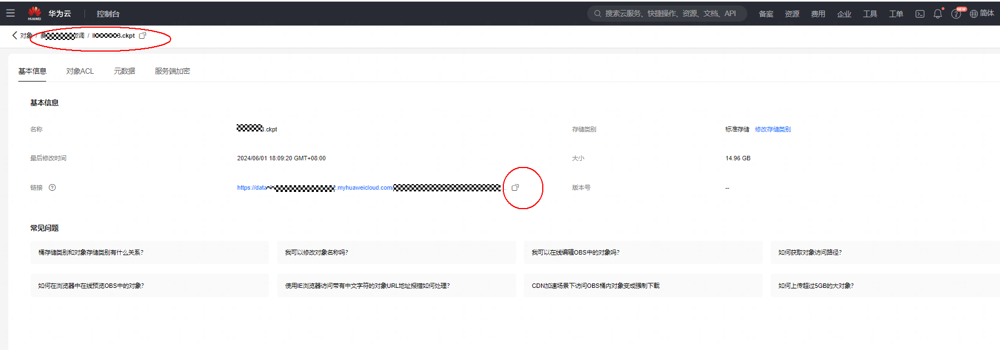 HUAWEI 华为云 控制台 搜索云服务、快捷操作、资源、文档、API 备案 资源 费用 企业 工具 工单 NEW 简体
对象 / 赛 微调 / .ckpt
基本信息 对象ACL 元数据 服务端加密
基本信息
名称 3.ckpt 存储类别 标准存储 修改存储类别
最后修改时间 2024/06/01 18:09:20 GMT+08:00 大小 14.96 GB
链接 https://data 2.myhuaweicloud.com/ 版本号 --
常见问题
桶存储类别和对象存储类别有什么关系? 我可以修改对象名称吗? 我可以在线编辑OBS中的对象吗? 如何获取对象访问路径?
如何在浏览器中在线预览OBS中的对象? 使用IE浏览器访问带有中文字符的对象URL地址报错如何处理? CDN加速场景下访问OBS桶内对象变成强制下载 如何上传超过5GB的大对象?